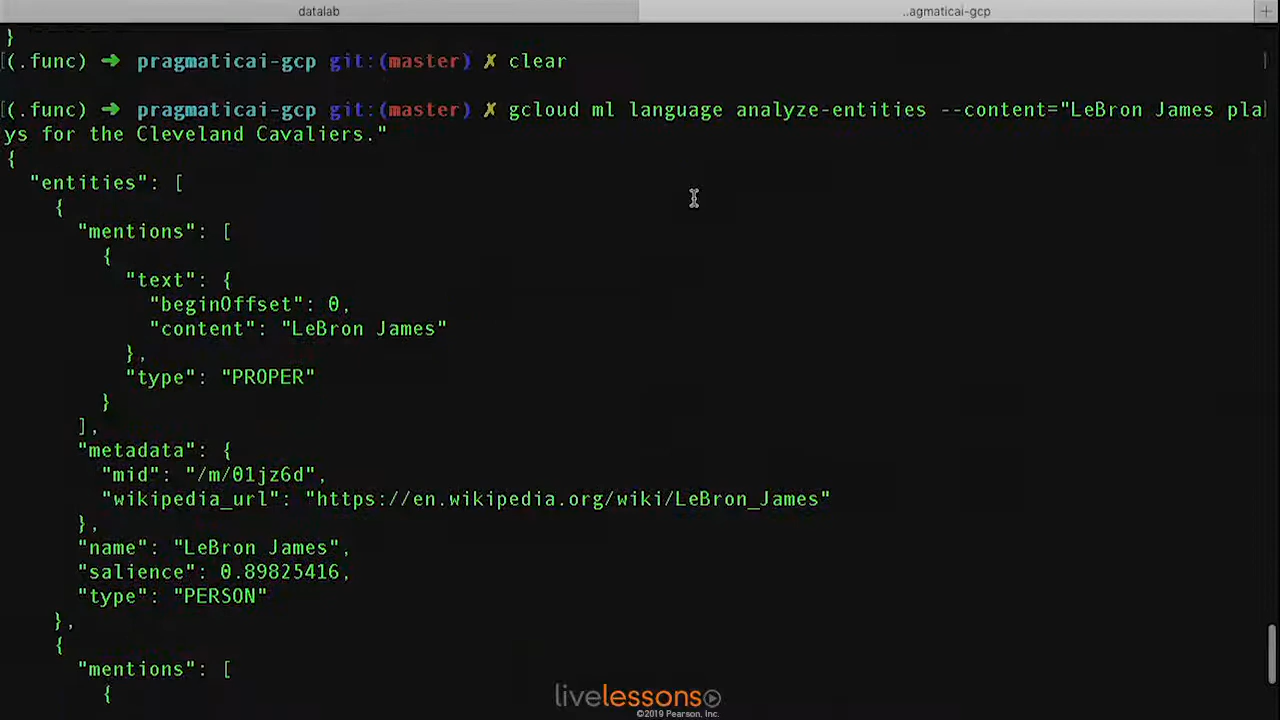 datalab
..agmaticai-gcp
+
}
(.func) ➜ pragmaticai-gcp git:(master) ✗ clear
(.func) ➜ pragmaticai-gcp git:(master) ✗ gcloud ml language analyze-entities --content="LeBron James pla
ys for the Cleveland Cavaliers."
{
"entities": [
{
"mentions": [
{
"text": {
"beginOffset": 0,
"content": "LeBron James"
},
"type": "PROPER"
}
],
"metadata": {
"mid": "/m/01jz6d",
"wikipedia_url": "https://en.wikipedia.org/wiki/LeBron_James"
},
"name": "LeBron James",
"salience": 0.89825416,
"type": "PERSON"
},
{
"mentions": [
{
livelessons
©2019 Pearson, Inc.